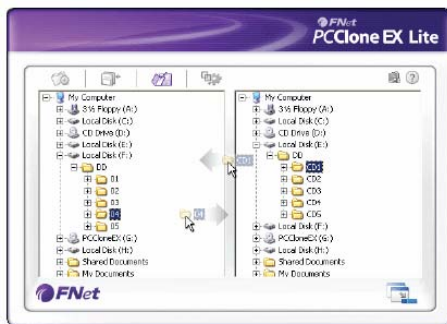 FNet
PCClone EX Lite
My Computer
3½ Floppy (A:)
Local Disk (C:)
CD Drive (D:)
Local Disk (E:)
Local Disk (F:)
DD
01
02
03
04
05
PCCloneEX (G:)
Local Disk (H:)
Shared Documents
My Documents
CD1
04
My Computer
3½ Floppy (A:)
Local Disk (C:)
CD Drive (D:)
Local Disk (E:)
DD
CD1
CD2
CD3
CD4
CD5
Local Disk (F:)
PCCloneEX (G:)
Local Disk (H:)
Shared Documents
My Documents
FNet